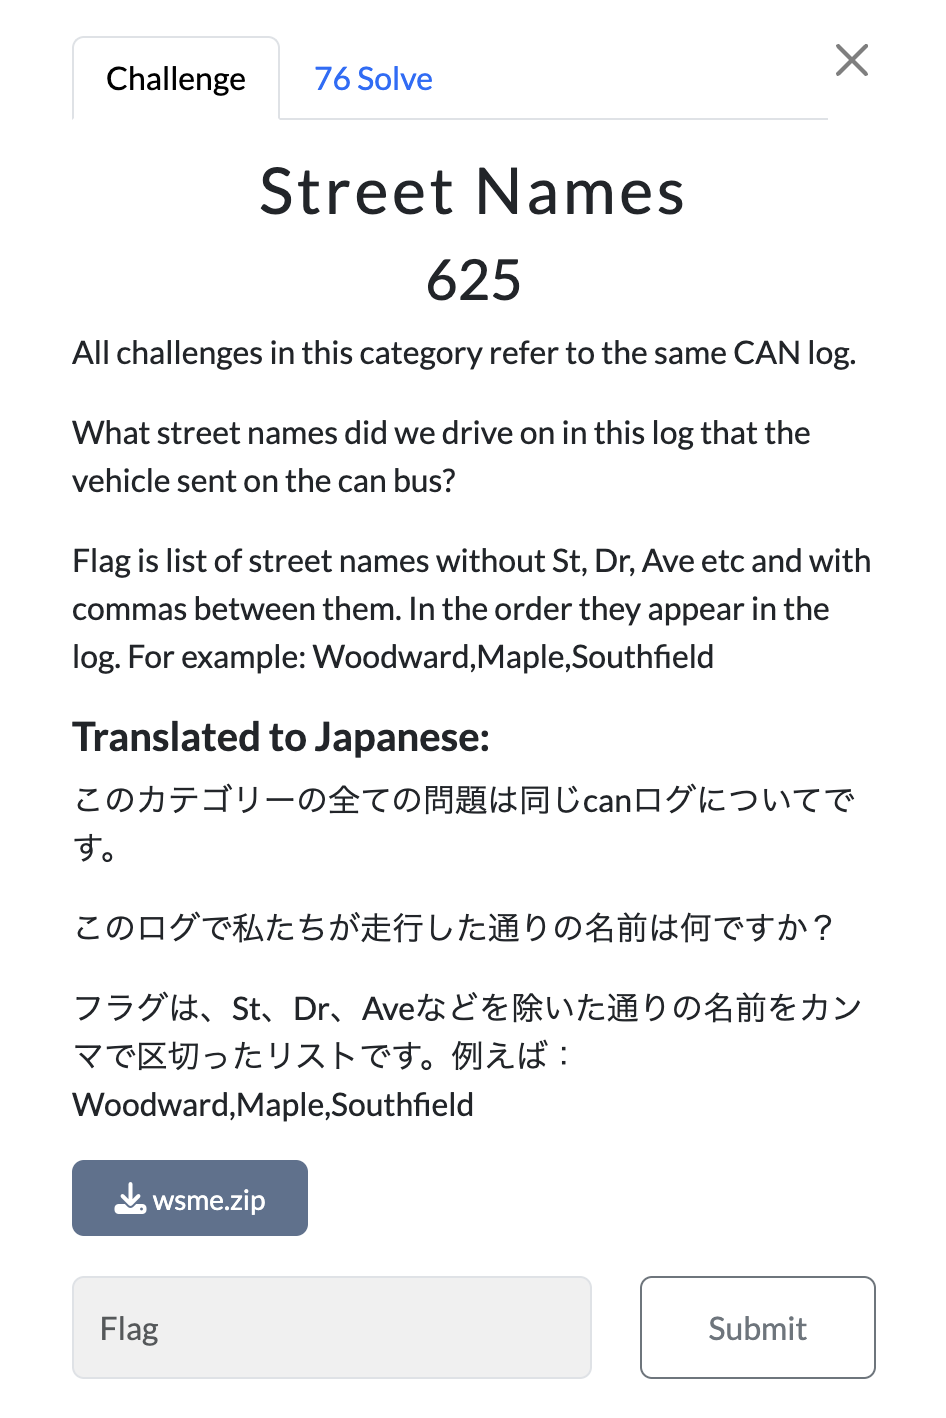 Challenge
76 Solve
Street Names
625
All challenges in this category refer to the same CAN log.
What street names did we drive on in this log that the
vehicle sent on the can bus?
Flag is list of street names without St, Dr, Ave etc and with
commas between them. In the order they appear in the
log. For example: Woodward,Maple,Southfield
Translated to Japanese:
このカテゴリーの全ての問題は同じcanログについてで
す。
このログで私たちが走行した通りの名前は何ですか？
フラグは、St、Dr、Aveなどを除いた通りの名前をカン
マで区切ったリストです。例えば：
Woodward,Maple,Southfield
wsme.zip
Flag
Submit